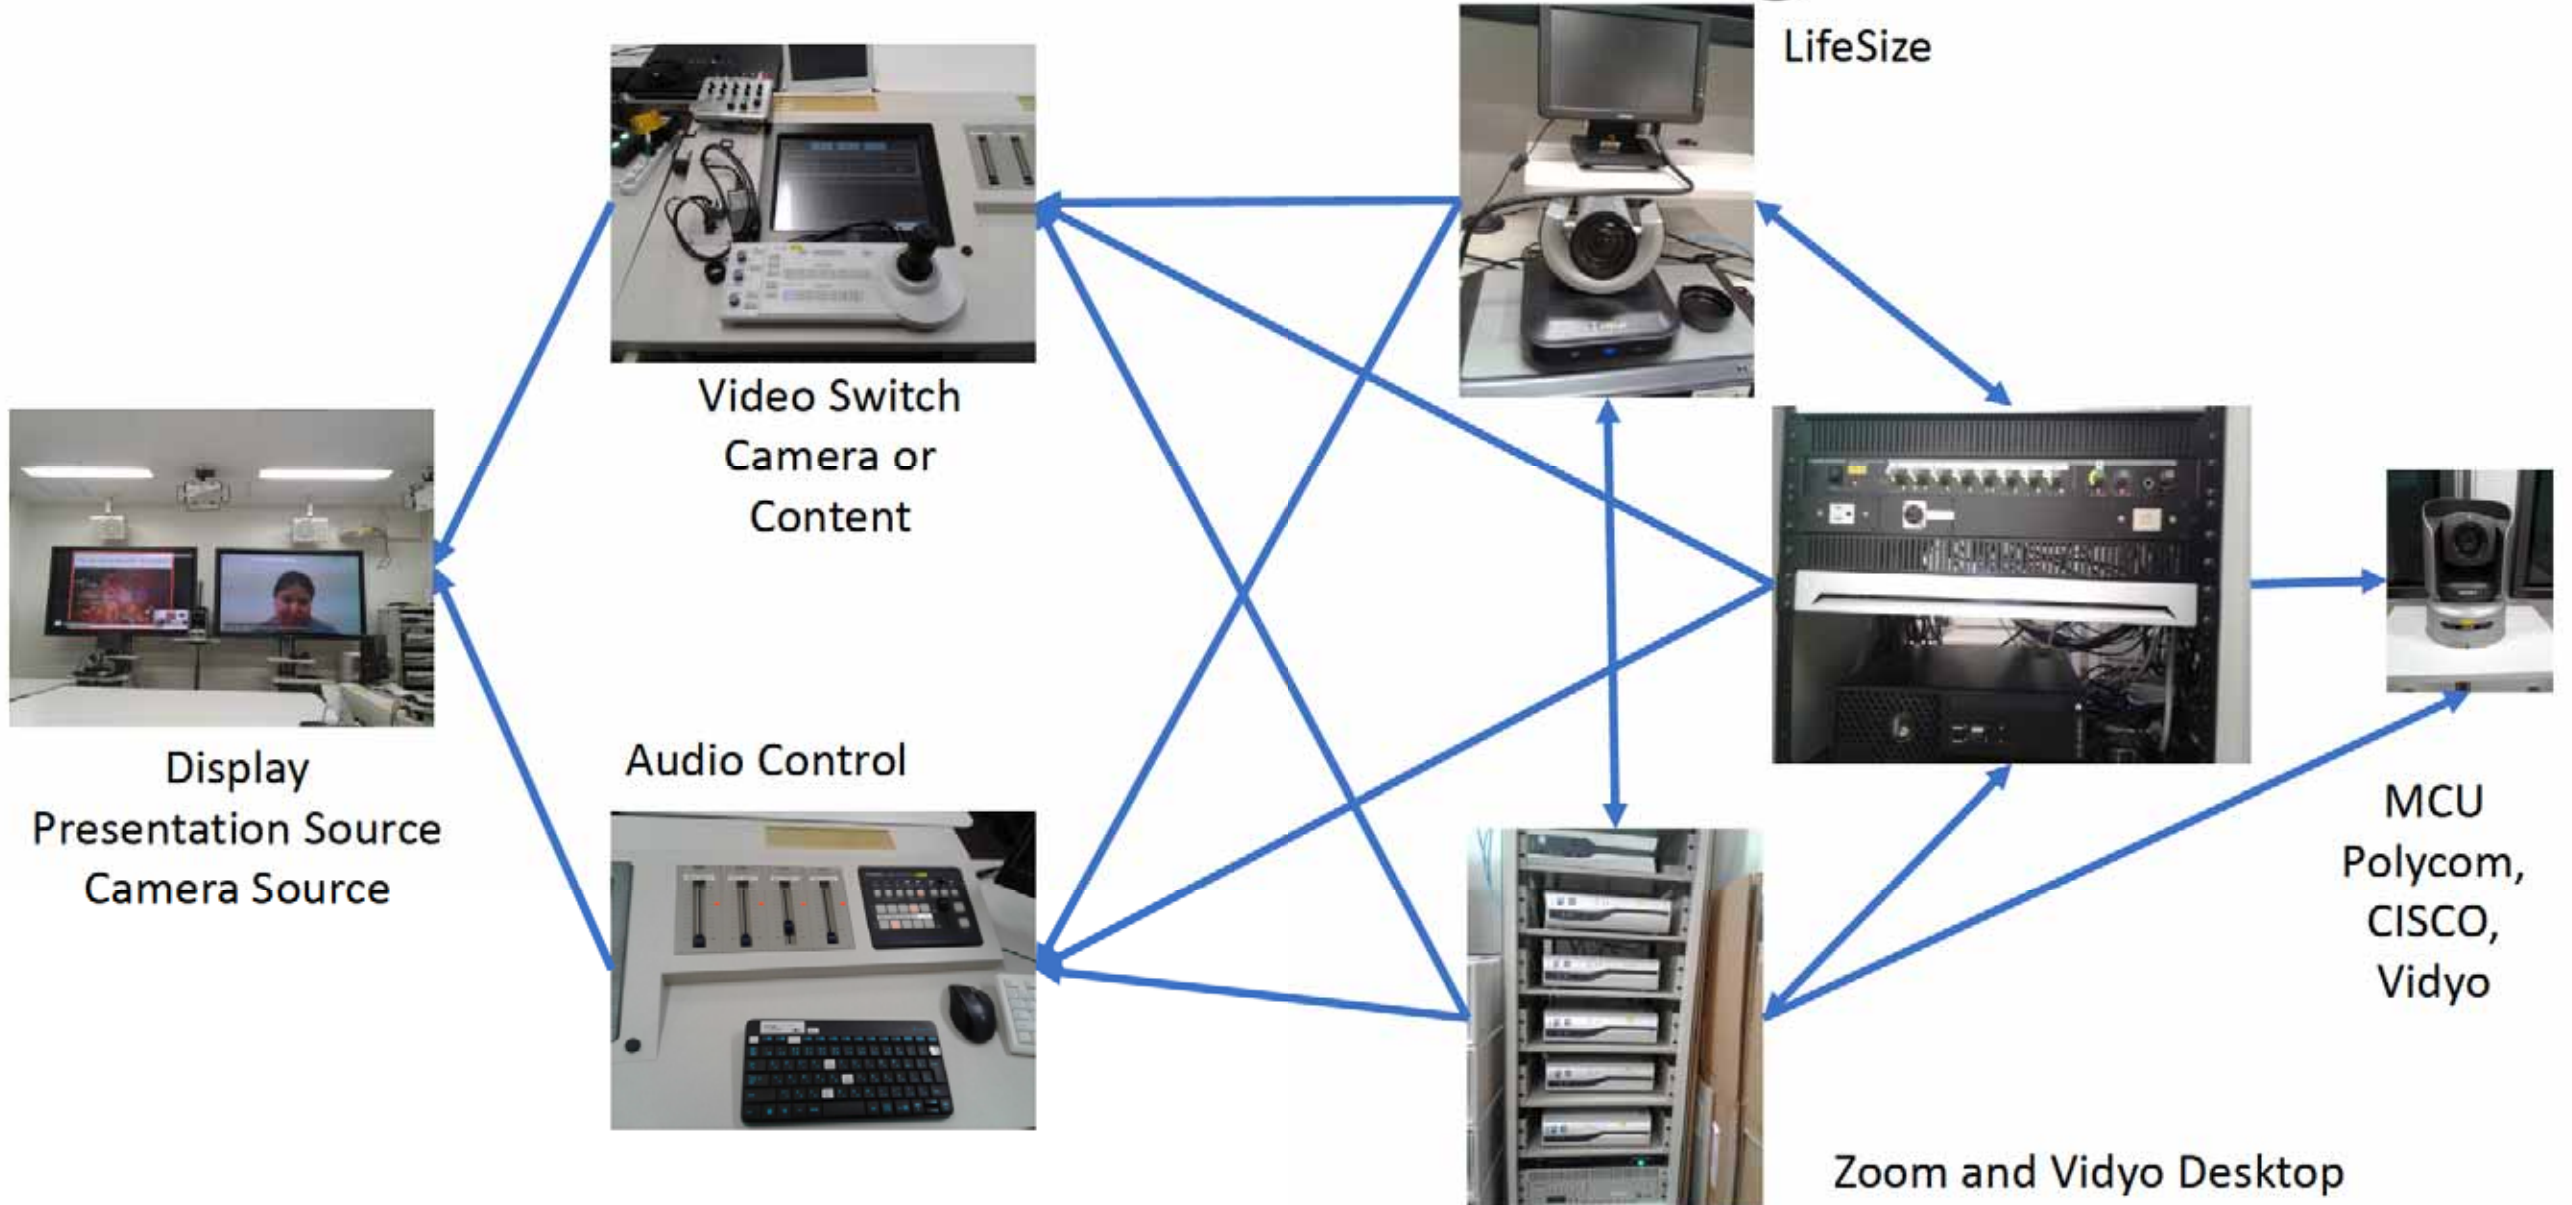 LifeSize
Video Switch
Camera or
Content
Display
Presentation Source
Camera Source
Audio Control
MCU
Polycom,
CISCO,
Vidyo
Zoom and Vidyo Desktop